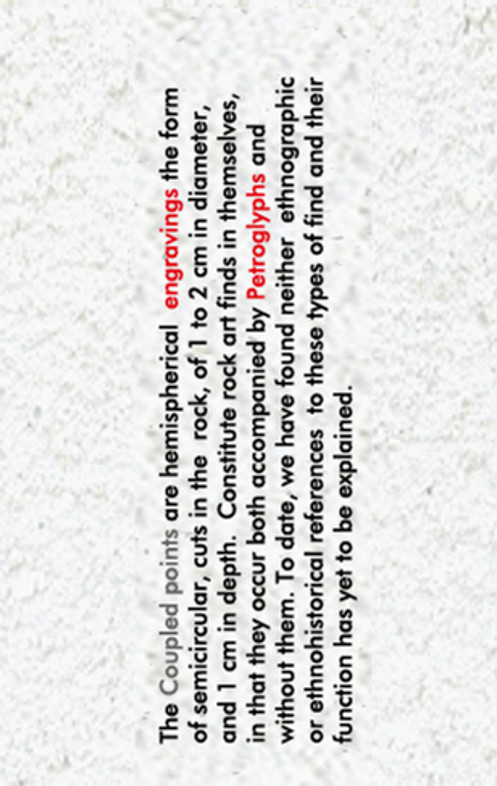 The Coupled points are hemispherical engravings the form
of semicircular, cuts in the rock, of 1 to 2 cm in diameter,
and 1 cm in depth. Constitute rock art finds in themselves,
in that they occur both accompanied by Petroglyphs and
without them. To date, we have found neither ethnographic
or ethnohistorical references to these types of find and their
function has yet to be explained.